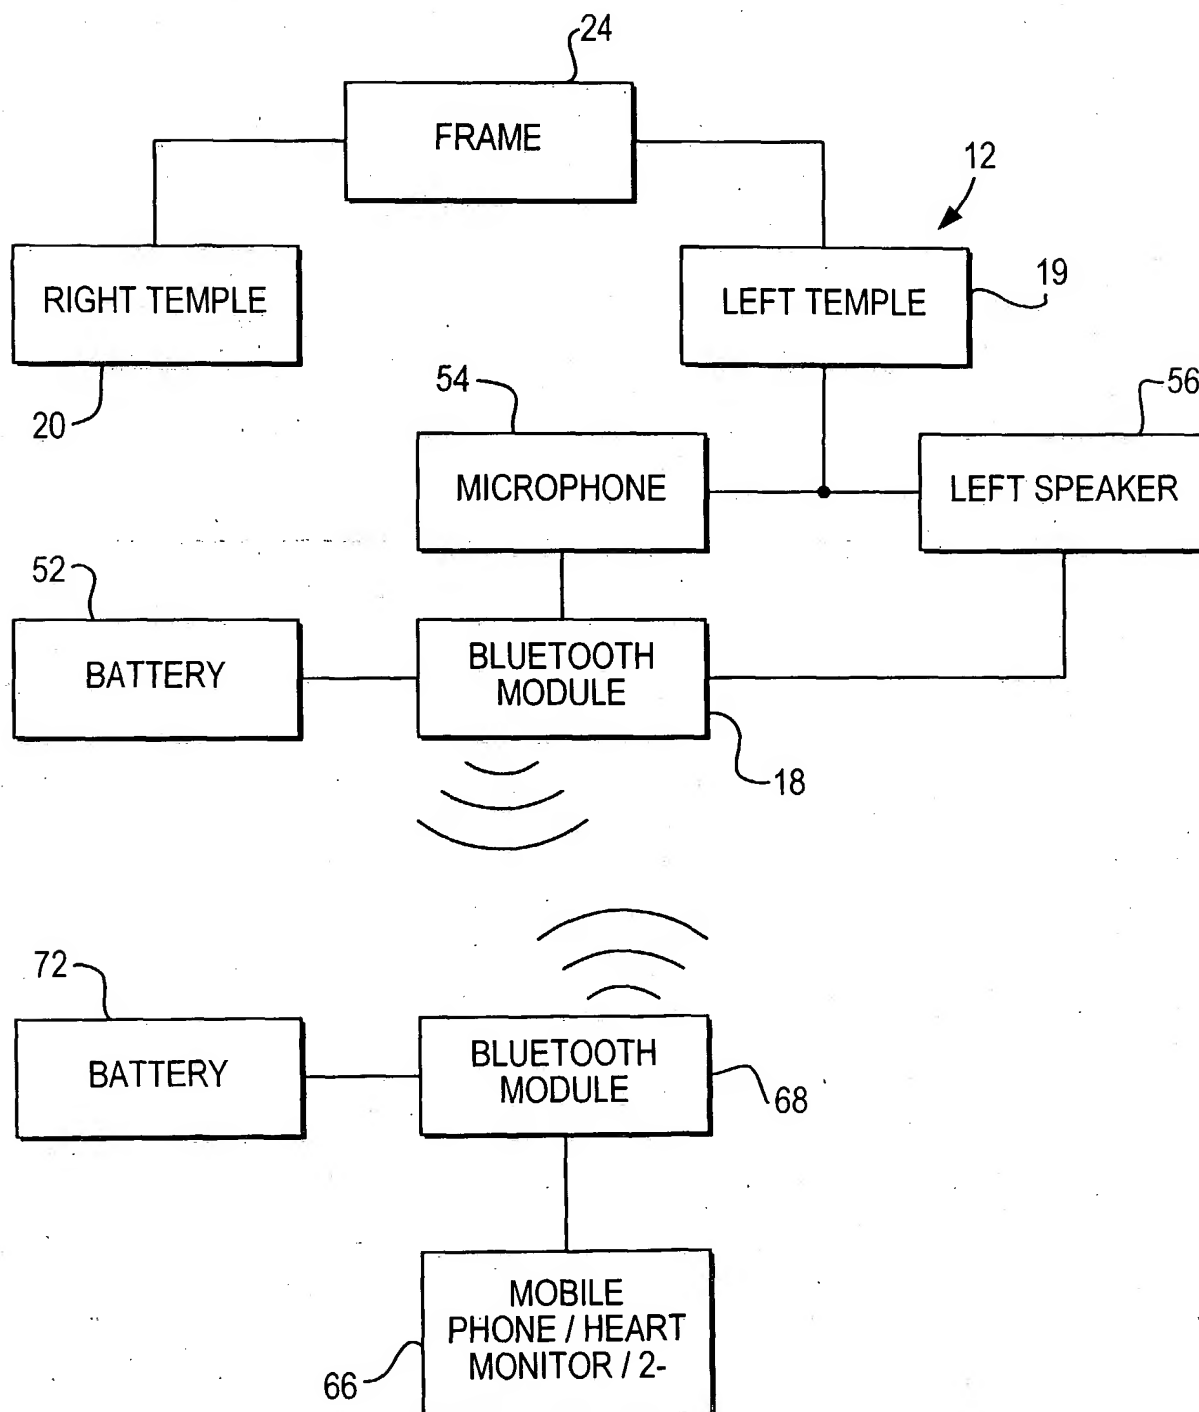 24
FRAME
12
RIGHT TEMPLE
LEFT TEMPLE
19
20
54
56
MICROPHONE
LEFT SPEAKER
52
BATTERY
BLUETOOTH
MODULE
18
72
BATTERY
BLUETOOTH
MODULE
68
MOBILE
PHONE / HEART
MONITOR / 2-
66